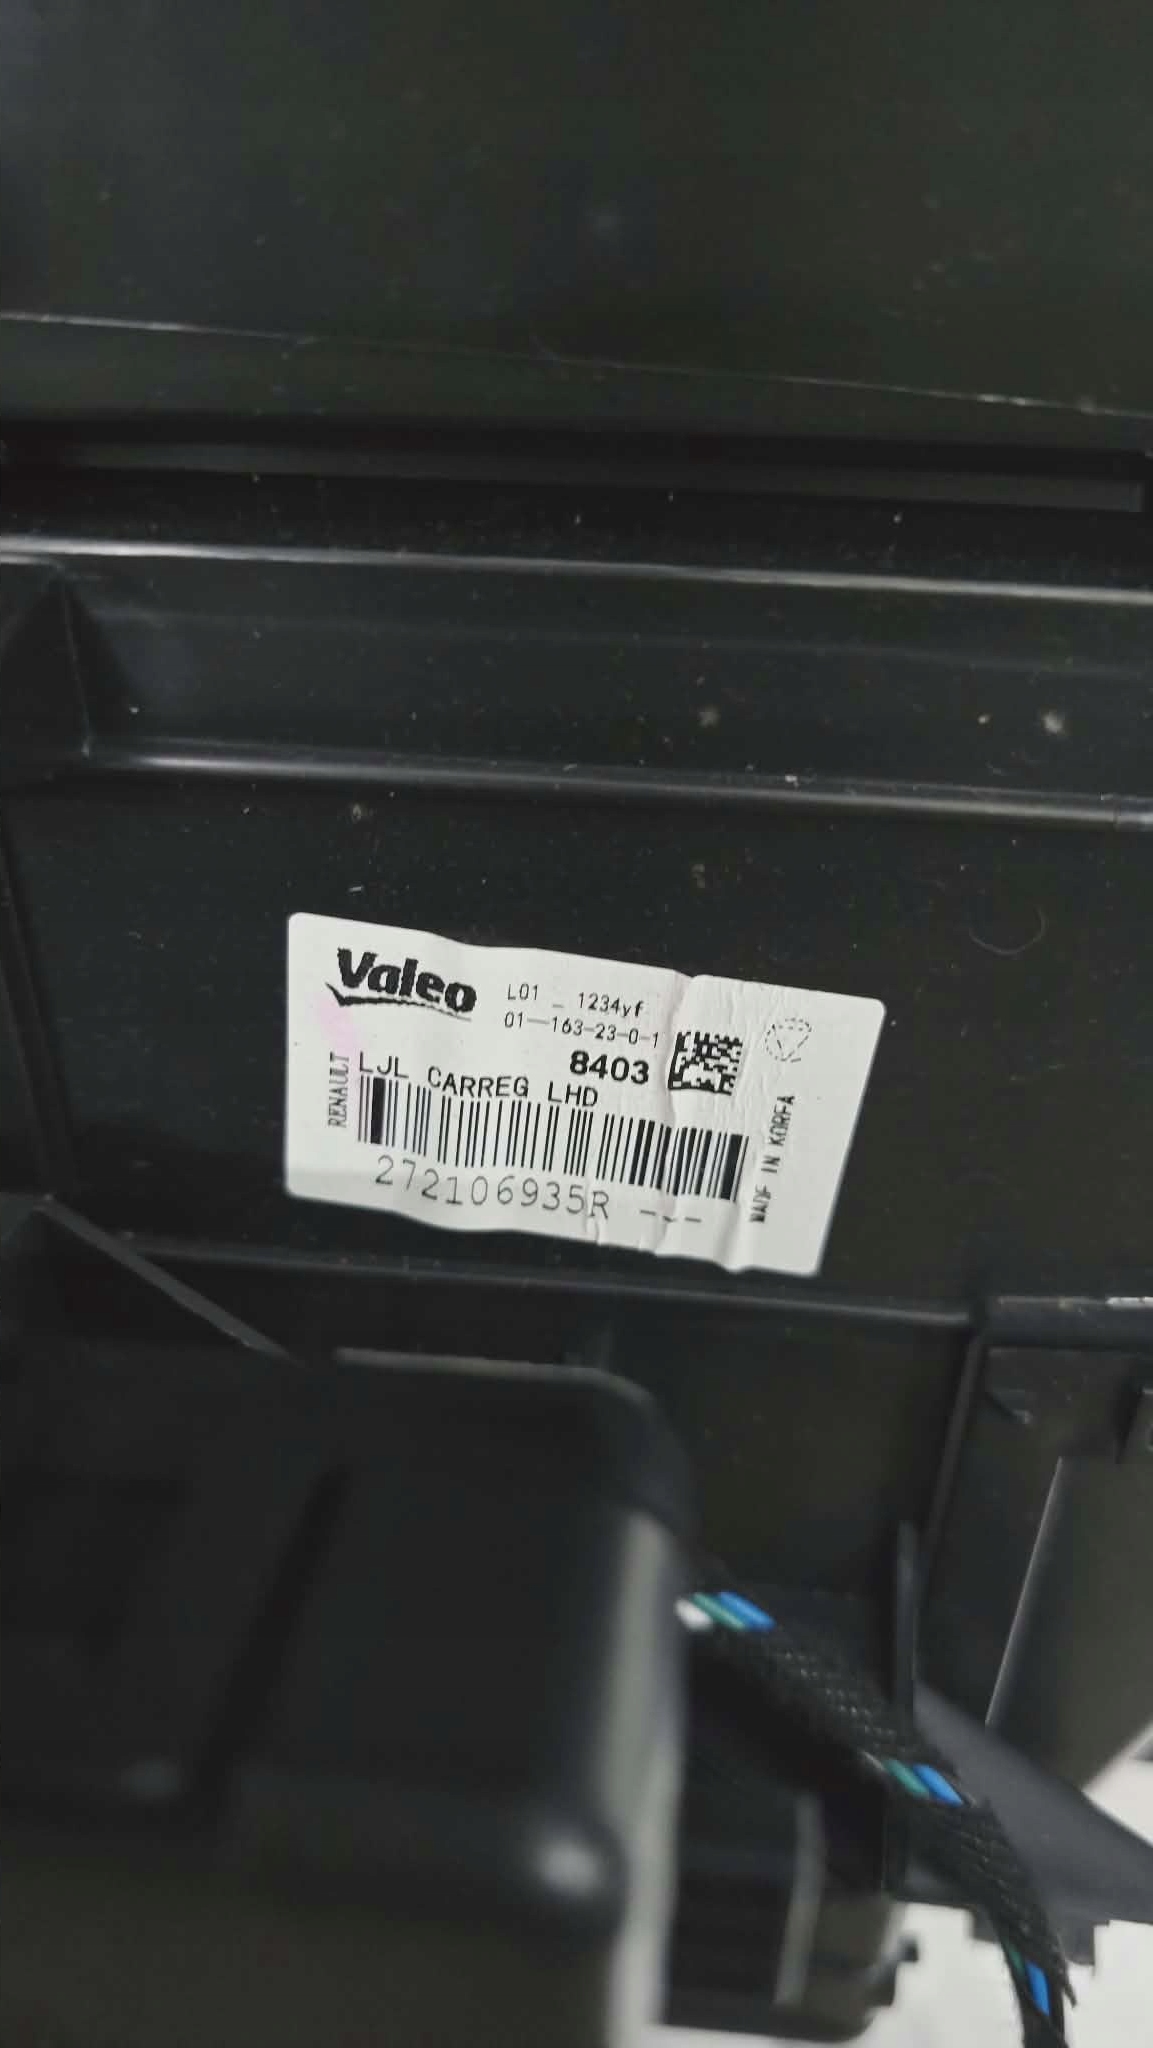 Valeo
L01 _ 1234yf
01-163-23-0-1
8403
RENAULT
LJL CARREG LHD
272106935R ---
MADE IN KOREA